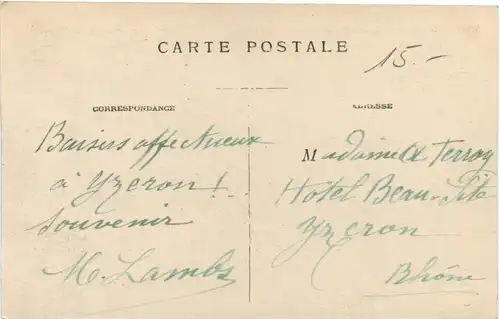 CARTE POSTALE
15.-
CORRESPONDANCE
Baisers affectueux
à Yzeron!
Souvenir
M. Lambs
ADRESSE
Madame Terroy
Hotel Beau-Site
Yzeron
Rhône